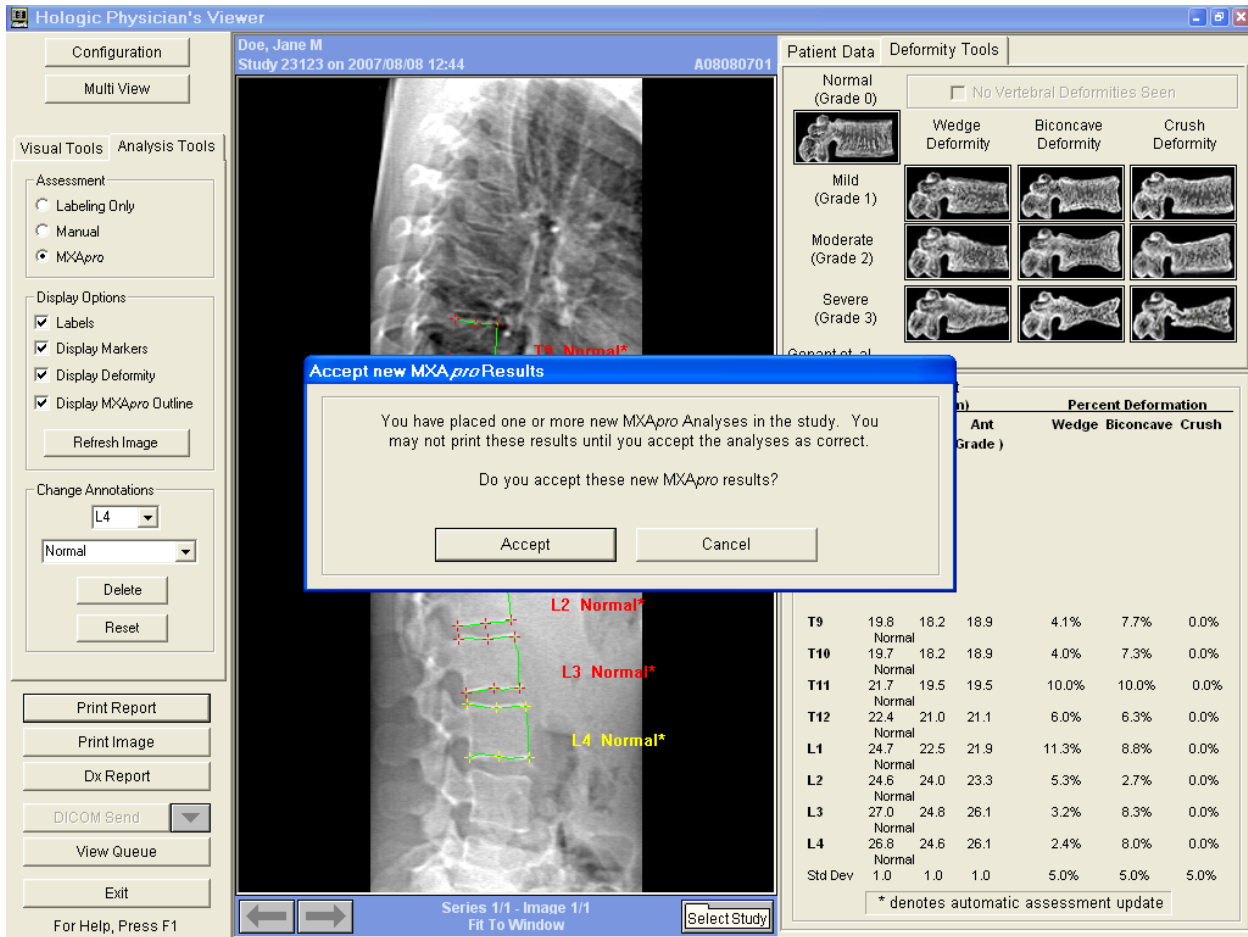 Hologic Physician's Viewer
Configuration
Multi View
Visual Tools Analysis Tools
Assessment
Labeling Only
Manual
MXApro
Display Options
Labels
Display Markers
Display Deformity
Display MXApro Outline
Refresh Image
Change Annotations
L4
Normal
Delete
Reset
Print Report
Print Image
Dx Report
DICOM Send
View Queue
Exit
For Help, Press F1
Doe, Jane M
Study 23123 on 2007/08/08 12:44 A08080701
T9 Normal*
L2 Normal*
L3 Normal*
L4 Normal*
Series 1/1 - Image 1/1
Fit To Window
Select Study
Accept new MXApro Results
You have placed one or more new MXApro Analyses in the study. You
may not print these results until you accept the analyses as correct.
Do you accept these new MXApro results?
Accept Cancel
Patient Data Deformity Tools
Normal
(Grade 0)
No Vertebral Deformities Seen
Wedge
Deformity
Biconcave
Deformity
Crush
Deformity
Mild
(Grade 1)
Moderate
(Grade 2)
Severe
(Grade 3)
Genant et. al.
Percent Deformation
Ant Wedge Biconcave Crush
Grade )
T9 19.8 18.2 18.9 4.1% 7.7% 0.0%
Normal
T10 19.7 18.2 18.9 4.0% 7.3% 0.0%
Normal
T11 21.7 19.5 19.5 10.0% 10.0% 0.0%
Normal
T12 22.4 21.0 21.1 6.0% 6.3% 0.0%
Normal
L1 24.7 22.5 21.9 11.3% 8.8% 0.0%
Normal
L2 24.6 24.0 23.3 5.3% 2.7% 0.0%
Normal
L3 27.0 24.8 26.1 3.2% 8.3% 0.0%
Normal
L4 26.8 24.6 26.1 2.4% 8.0% 0.0%
Normal
Std Dev 1.0 1.0 1.0 5.0% 5.0% 5.0%
* denotes automatic assessment update